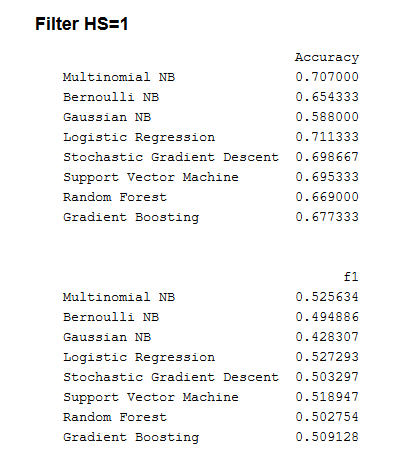 Filter HS=1
Accuracy
Multinomial NB 0.707000
Bernoulli NB 0.654333
Gaussian NB 0.588000
Logistic Regression 0.711333
Stochastic Gradient Descent 0.698667
Support Vector Machine 0.695333
Random Forest 0.669000
Gradient Boosting 0.677333
f1
Multinomial NB 0.525634
Bernoulli NB 0.494886
Gaussian NB 0.428307
Logistic Regression 0.527293
Stochastic Gradient Descent 0.503297
Support Vector Machine 0.518947
Random Forest 0.502754
Gradient Boosting 0.509128